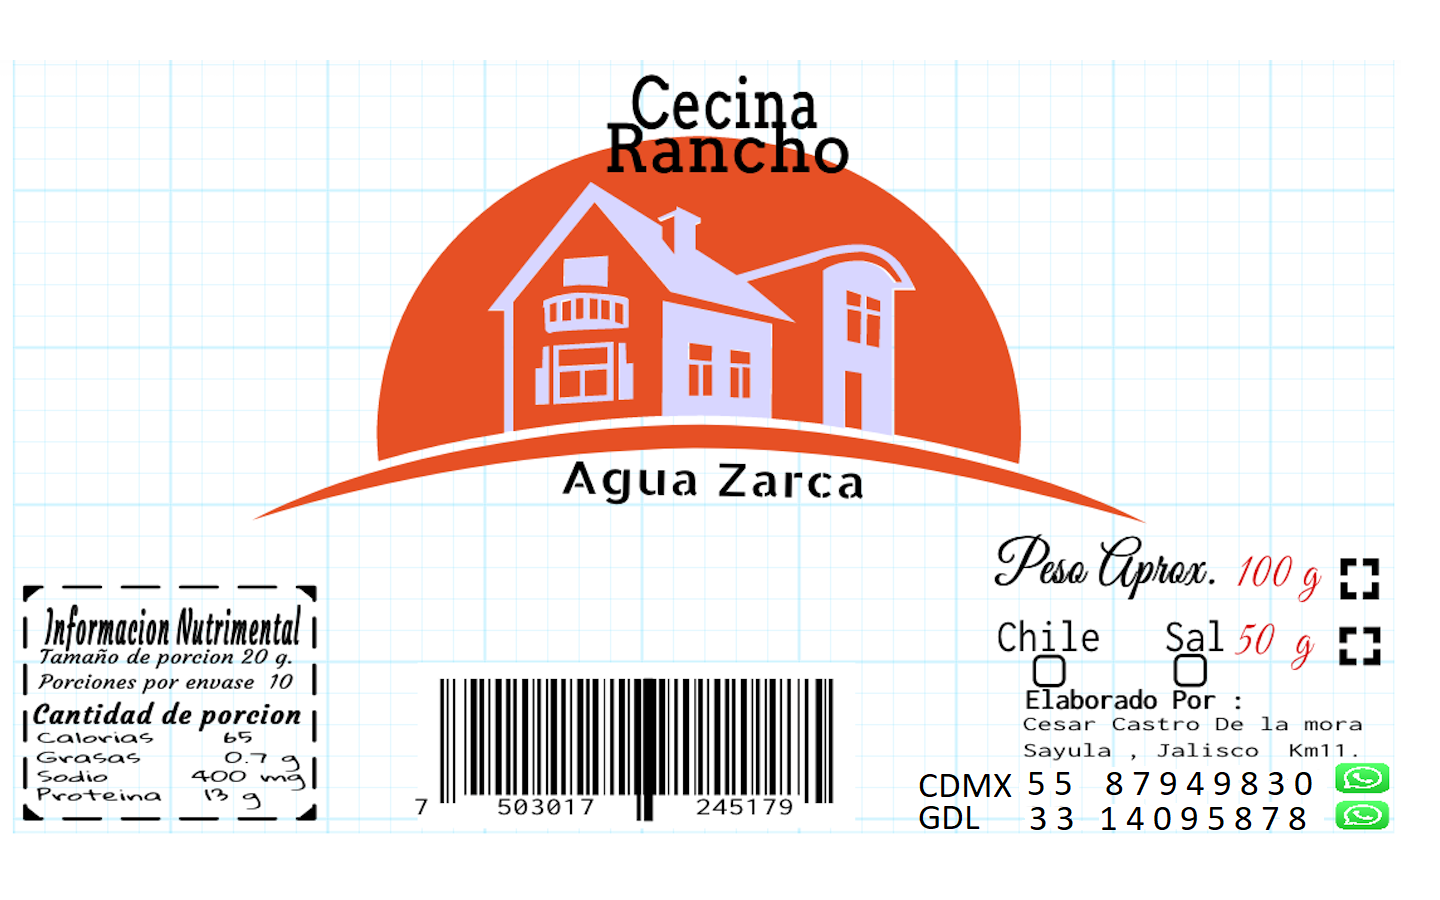 Cecina
Rancho
Agua Zarca
Peso Aprox. 100 g
Chile Sal 50 g
Elaborado Por :
Cesar Castro De la mora
Sayula , Jalisco Km11.
CDMX 55 87949830
GDL 33 14095878
Informacion Nutrimental
Tamaño de porcion 20 g.
Porciones por envase 10
Cantidad de porcion
Calorias 65
Grasas 0.7 g
Sodio 400 mg
Proteina 13 g
7 503017 245179